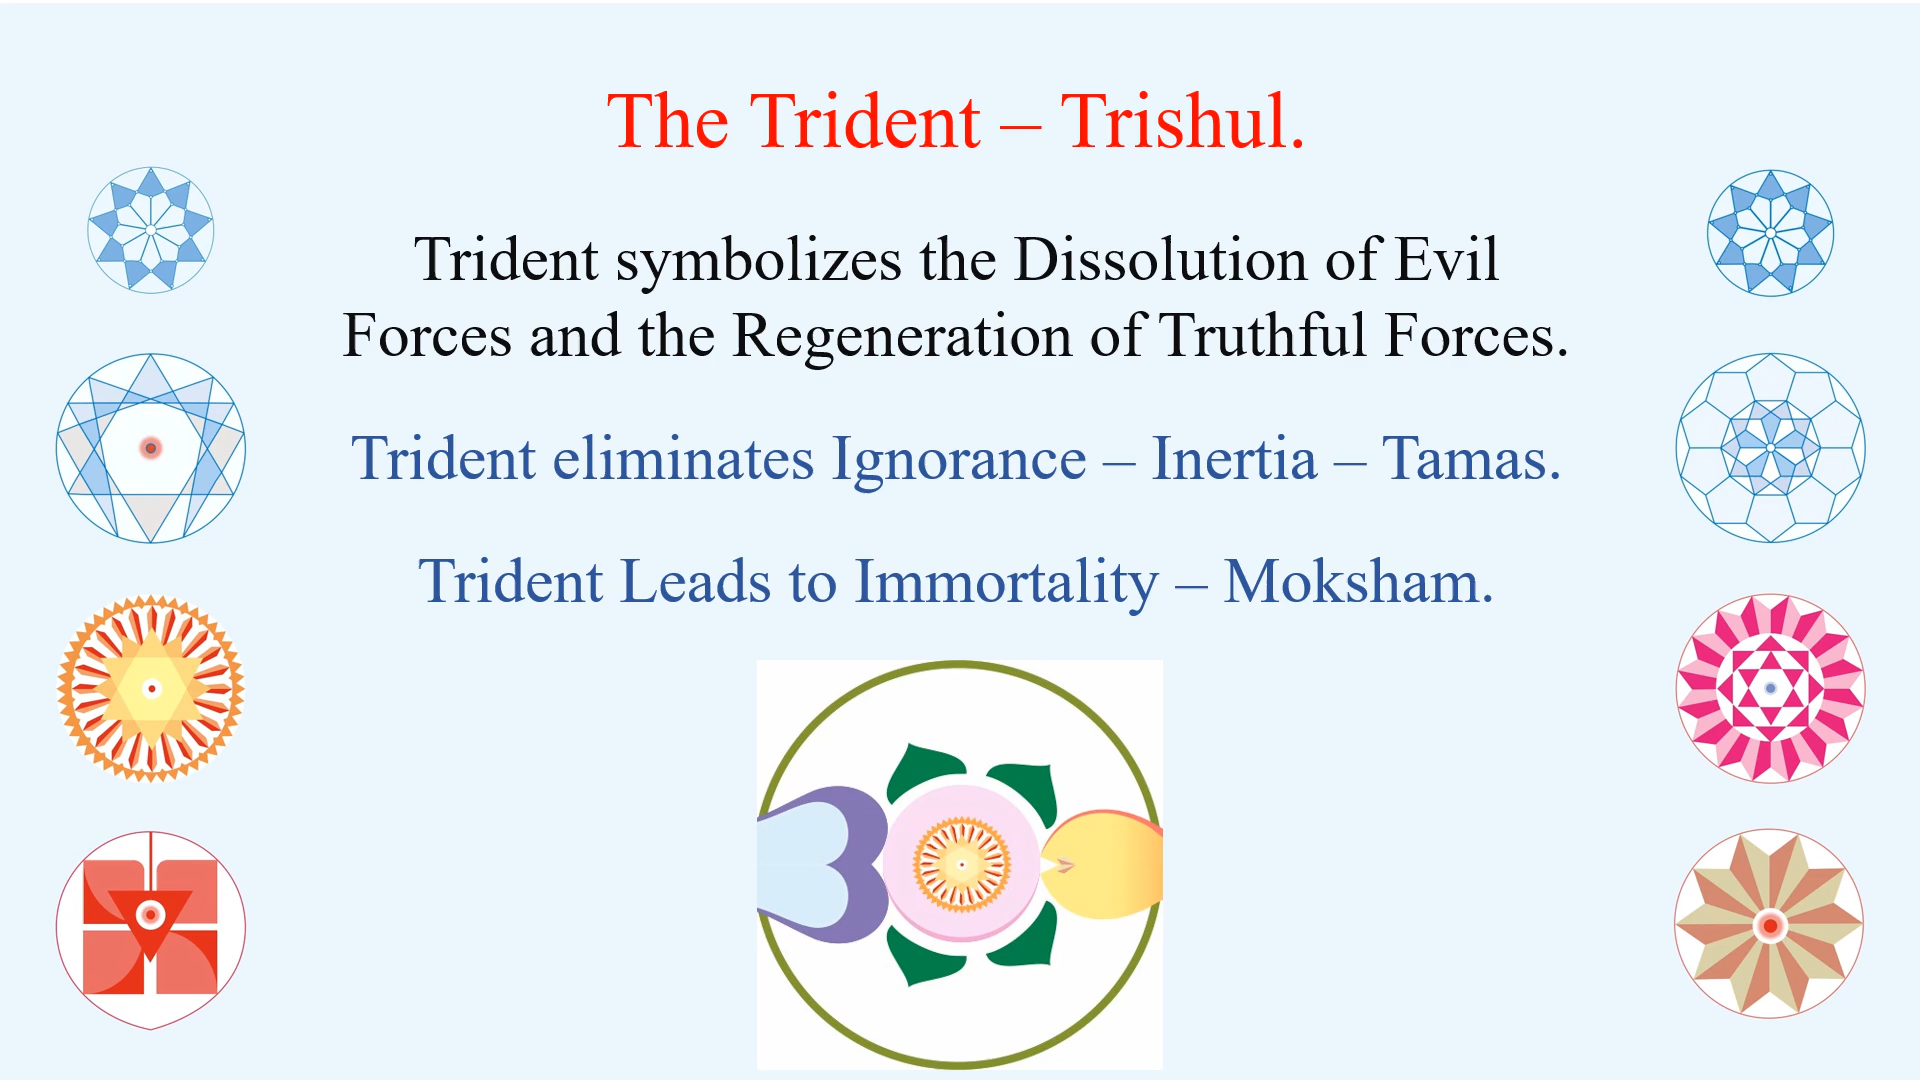 The Trident – Trishul.
Trident symbolizes the Dissolution of Evil
Forces and the Regeneration of Truthful Forces.
Trident eliminates Ignorance – Inertia – Tamas.
Trident Leads to Immortality – Moksham.